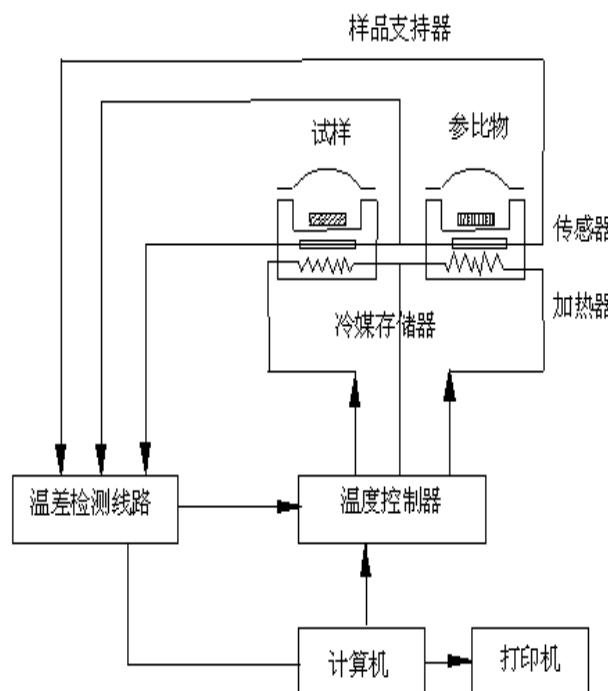 样品支持器
试样
参比物
传感器
加热器
冷媒存储器
温差检测线路
温度控制器
计算机
打印机